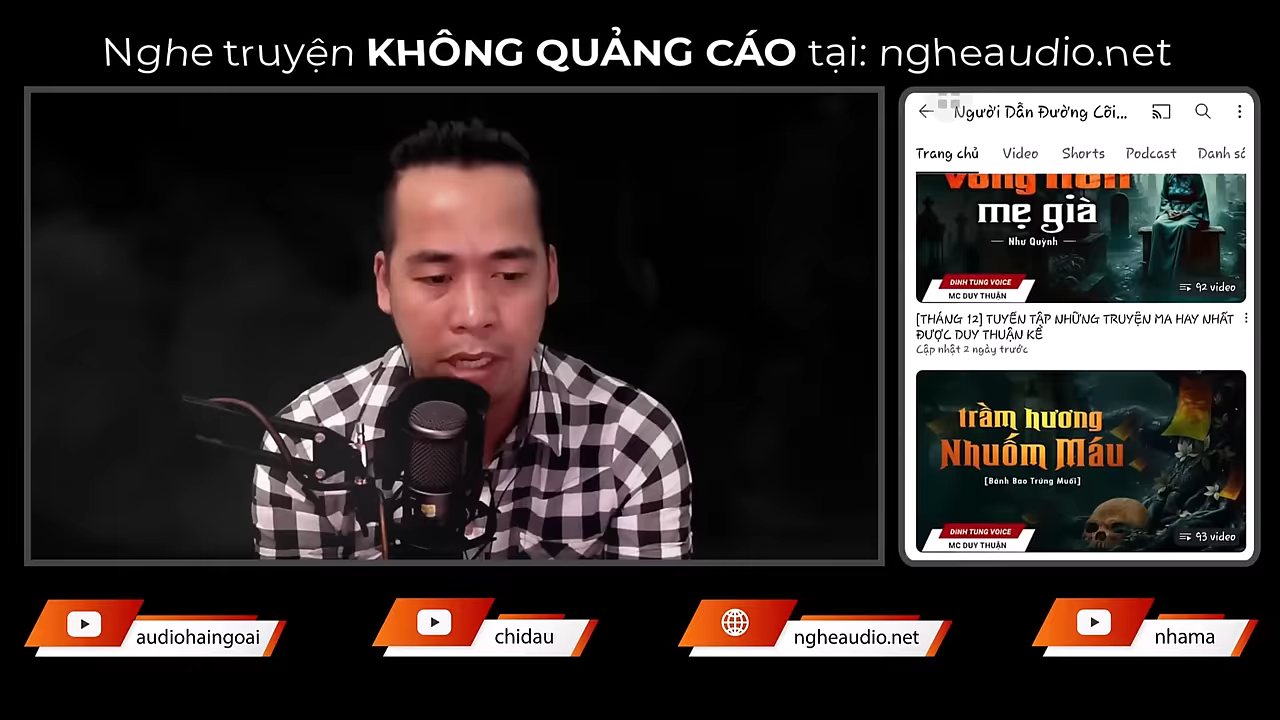 Nghe truyện KHÔNG QUẢNG CÁO tại: ngheaudio.net
Người Dẫn Đường Cõi...
Trang chủ Video Shorts Podcast Danh sá
mẹ già
Như Quỳnh
DINH TUNG VOICE
MC DUY THUẬN
92 video
[THÁNG 12] TUYỂN TẬP NHỮNG TRUYỆN MA HAY NHẤT
ĐƯỢC DUY THUẬN KỂ
Cập nhật 2 ngày trước
trầm hương
Nhuốm Máu
[Bánh Bao Trứng Muối]
DINH TUNG VOICE
MC DUY THUẬN
93 video
audiohaingoai
chidau
ngheaudio.net
nhama